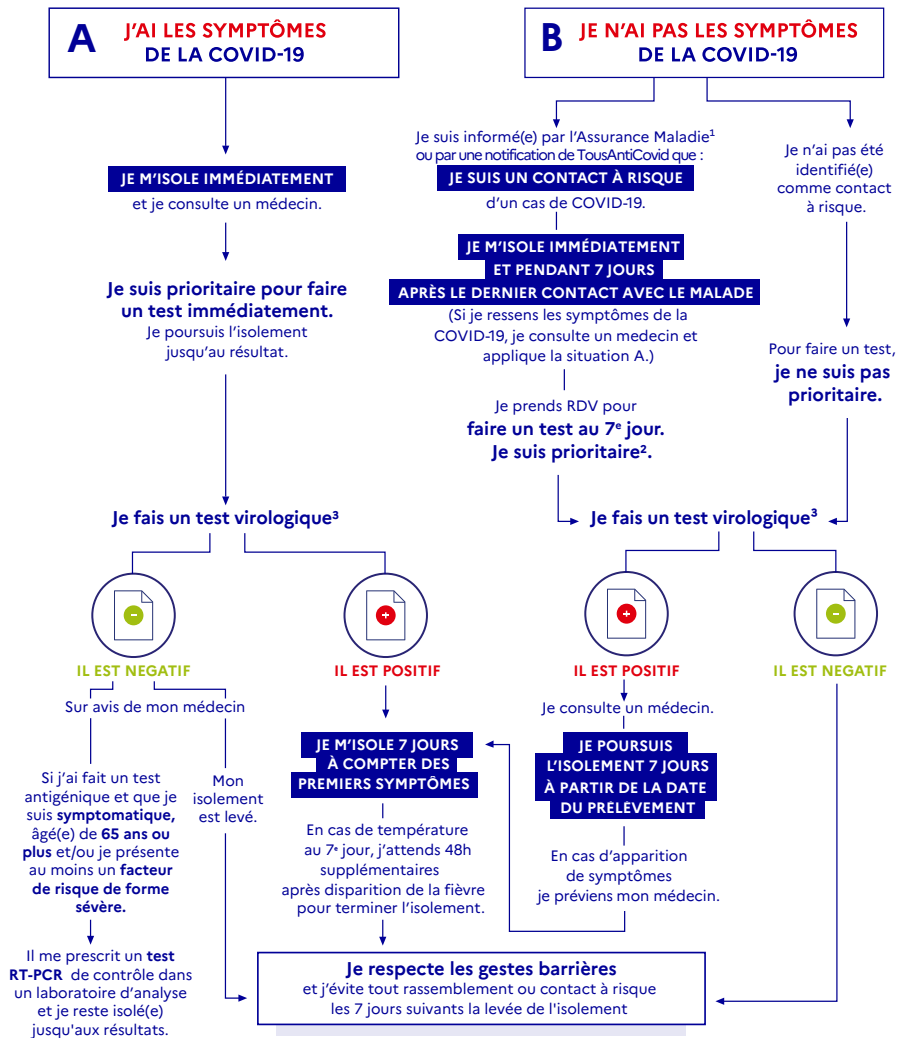 A J'AI LES SYMPTÔMES
DE LA COVID-19
JE M'ISOLE IMMÉDIATEMENT
et je consulte un médecin.
Je suis prioritaire pour faire
un test immédiatement.
Je poursuis l'isolement
jusqu'au résultat.
Je fais un test virologique³
IL EST NEGATIF
Sur avis de mon médecin
Si j'ai fait un test
antigénique et que je
suis symptomatique,
âgé(e) de 65 ans ou
plus et/ou je présente
au moins un facteur
de risque de forme
sévère.
Il me prescrit un test
RT-PCR de contrôle dans
un laboratoire d'analyse
et je reste isolé(e)
jusqu'aux résultats.
Mon
isolement
est levé.
IL EST POSITIF
JE M'ISOLE 7 JOURS
À COMPTER DES
PREMIERS SYMPTÔMES
En cas de température
au 7ᵉ jour, j'attends 48h
supplémentaires
après disparition de la fièvre
pour terminer l'isolement.
B JE N'AI PAS LES SYMPTÔMES
DE LA COVID-19
Je suis informé(e) par l'Assurance Maladie¹
ou par une notification de TousAntiCovid que :
JE SUIS UN CONTACT À RISQUE
d'un cas de COVID-19.
JE M'ISOLE IMMÉDIATEMENT
ET PENDANT 7 JOURS
APRÈS LE DERNIER CONTACT AVEC LE MALADE
(Si je ressens les symptômes de la
COVID-19, je consulte un medecin et
applique la situation A.)
Je prends RDV pour
faire un test au 7ᵉ jour.
Je suis prioritaire².
Je n'ai pas été
identifié(e)
comme contact
à risque.
Pour faire un test,
je ne suis pas
prioritaire.
Je fais un test virologique³
IL EST POSITIF
Je consulte un médecin.
JE POURSUIS
L'ISOLEMENT 7 JOURS
À PARTIR DE LA DATE
DU PRÉLÈVEMENT
En cas d'apparition
de symptômes
je préviens mon médecin.
IL EST NEGATIF
Je respecte les gestes barrières
et j'évite tout rassemblement ou contact à risque
les 7 jours suivants la levée de l'isolement